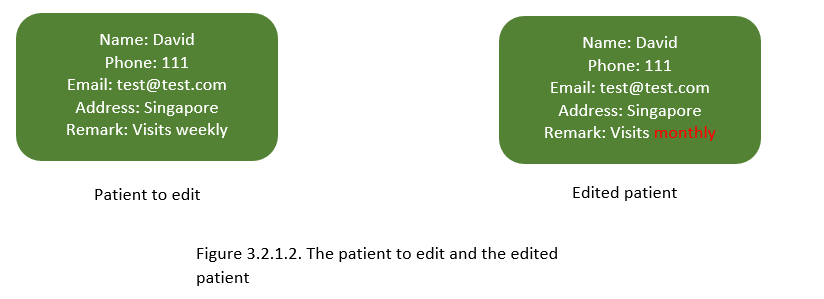 Name: David
Phone: 111
Email: test@test.com
Address: Singapore
Remark: Visits weekly
Patient to edit
Name: David
Phone: 111
Email: test@test.com
Address: Singapore
Remark: Visits monthly
Edited patient
Figure 3.2.1.2. The patient to edit and the edited
patient